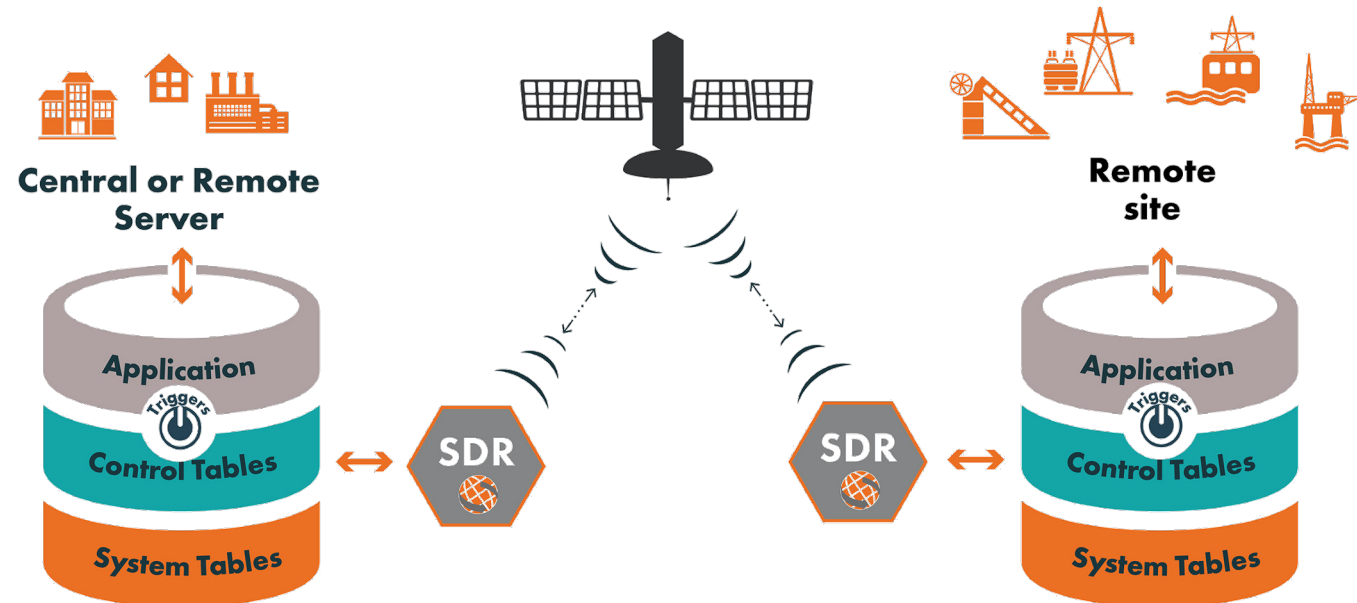 Central or Remote
Server
Remote
site
Application
Triggers
Control Tables
System Tables
SDR
SDR
Application
Triggers
Control Tables
System Tables